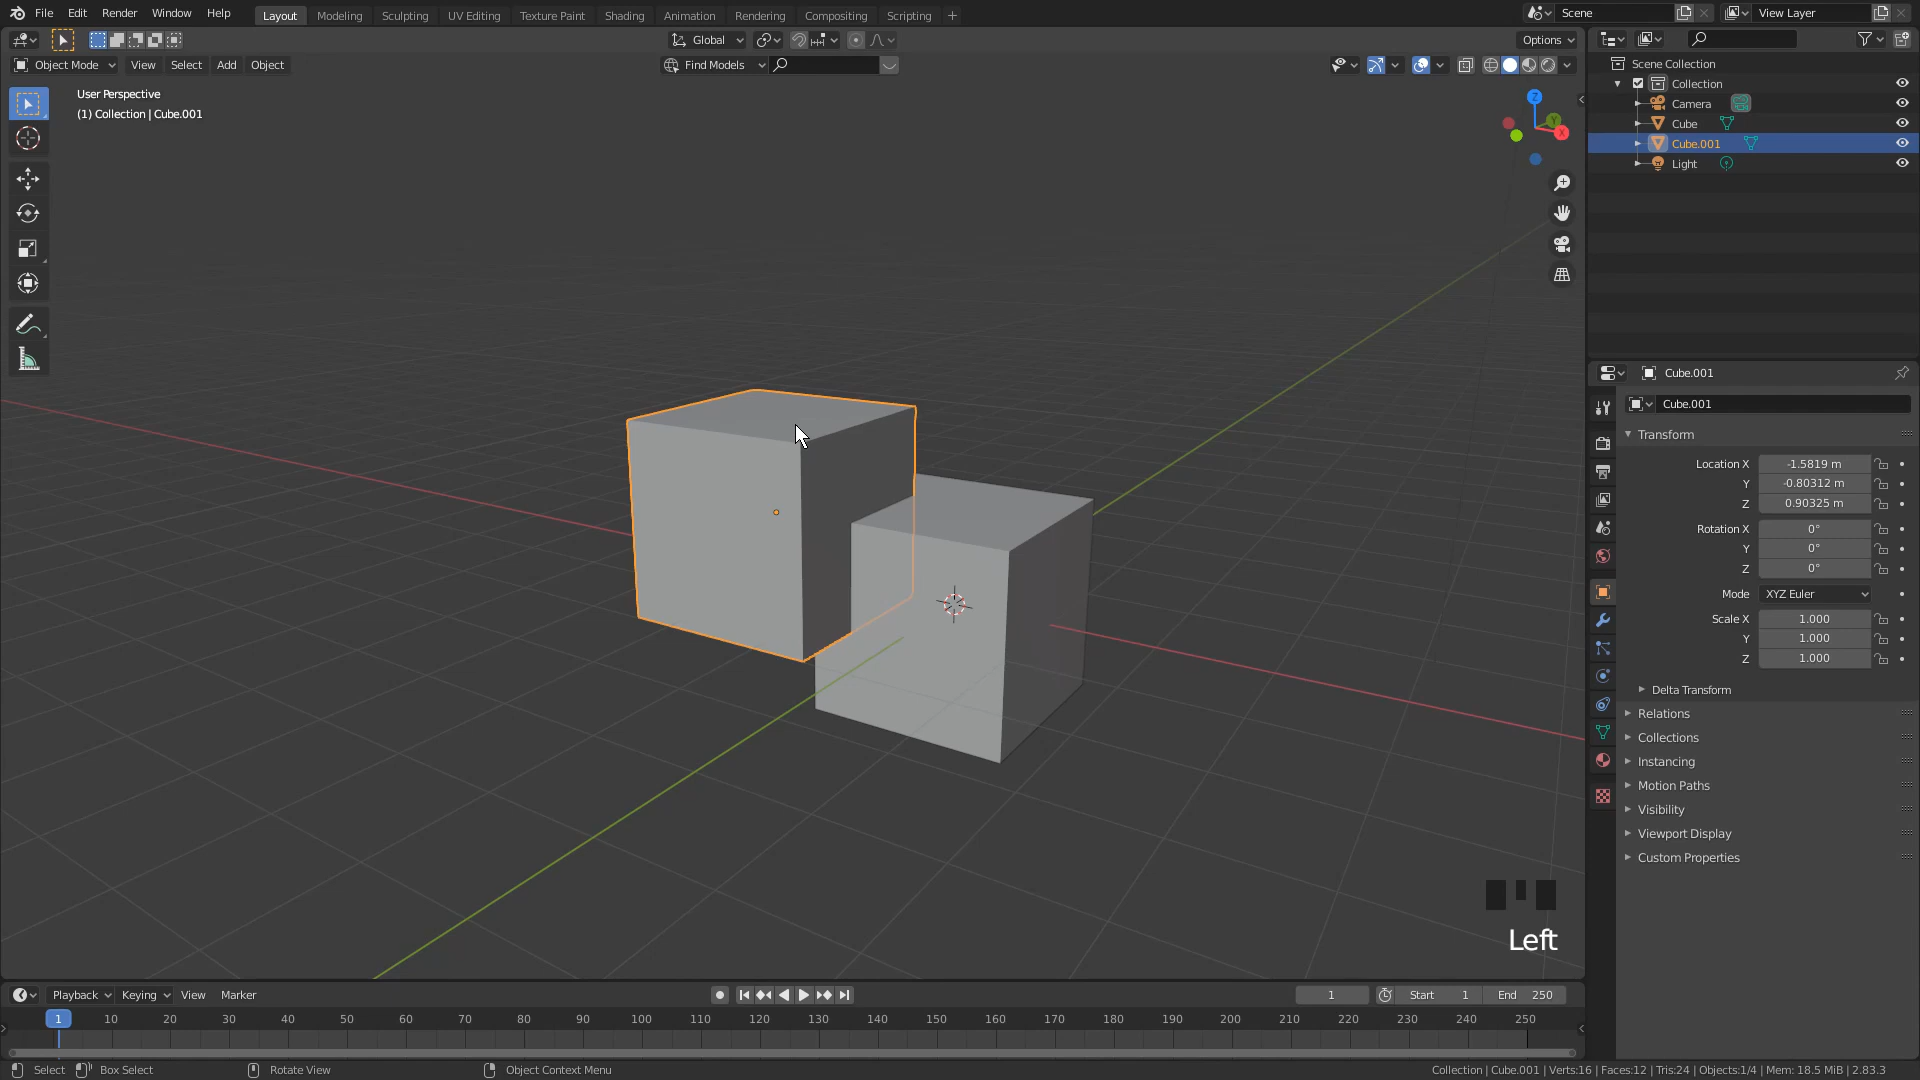 File Edit Render Window Help Layout Modeling Sculpting UV Editing Texture Paint Shading Animation Rendering Compositing Scripting + Scene View Layer
Global Options
Object Mode View Select Add Object Find Models
User Perspective
(1) Collection | Cube.001
Z
Y
X
Scene Collection
Collection
Camera
Cube
Cube.001
Light
Cube.001
Cube.001
Transform
Location X -1.5819 m
Y -0.80312 m
Z 0.90325 m
Rotation X 0°
Y 0°
Z 0°
Mode XYZ Euler
Scale X 1.000
Y 1.000
Z 1.000
Delta Transform
Relations
Collections
Instancing
Motion Paths
Visibility
Viewport Display
Custom Properties
Left
Playback Keying View Marker 1 Start 1 End 250
1 10 20 30 40 50 60 70 80 90 100 110 120 130 140 150 160 170 180 190 200 210 220 230 240 250
Select Box Select Rotate View Object Context Menu Collection | Cube.001 | Verts:16 | Faces:12 | Tris:24 | Objects:1/4 | Mem: 18.5 MiB | 2.83.3